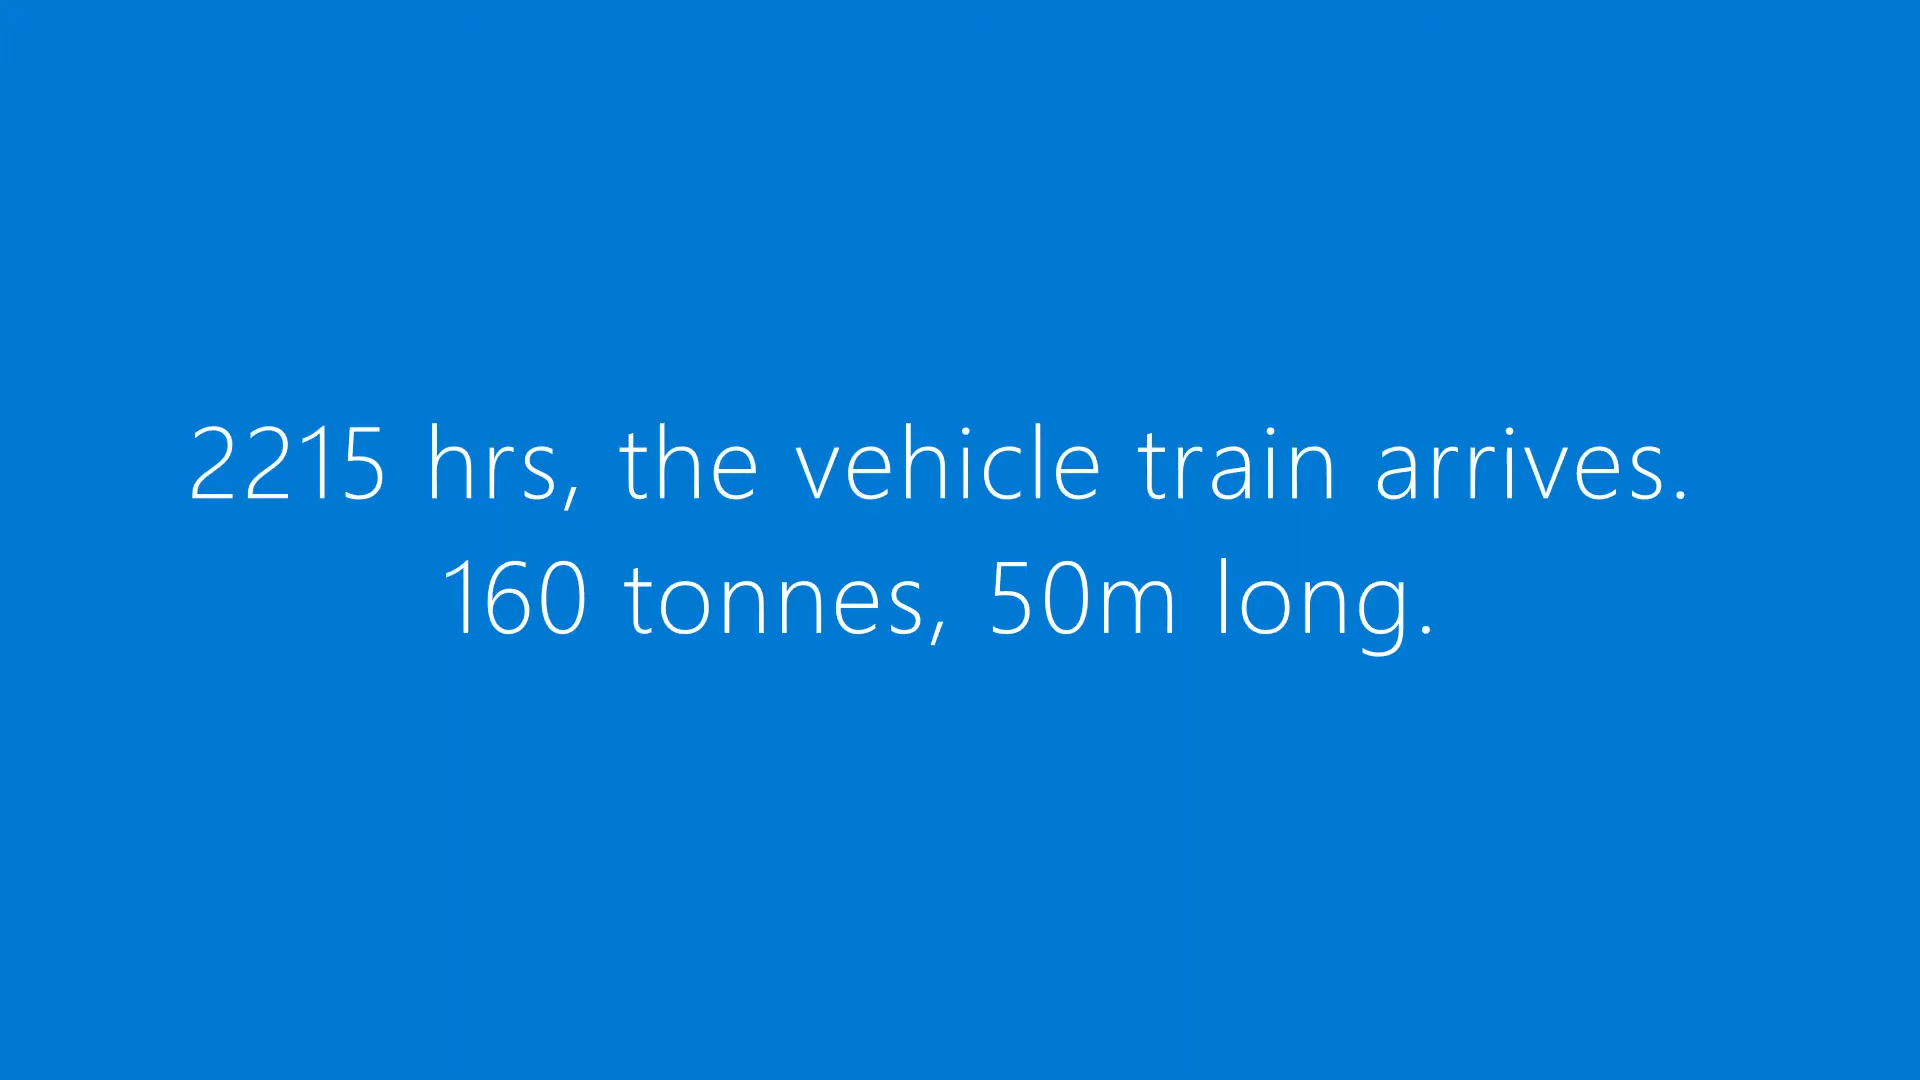 2215 hrs, the vehicle train arrives.
160 tonnes, 50m long.